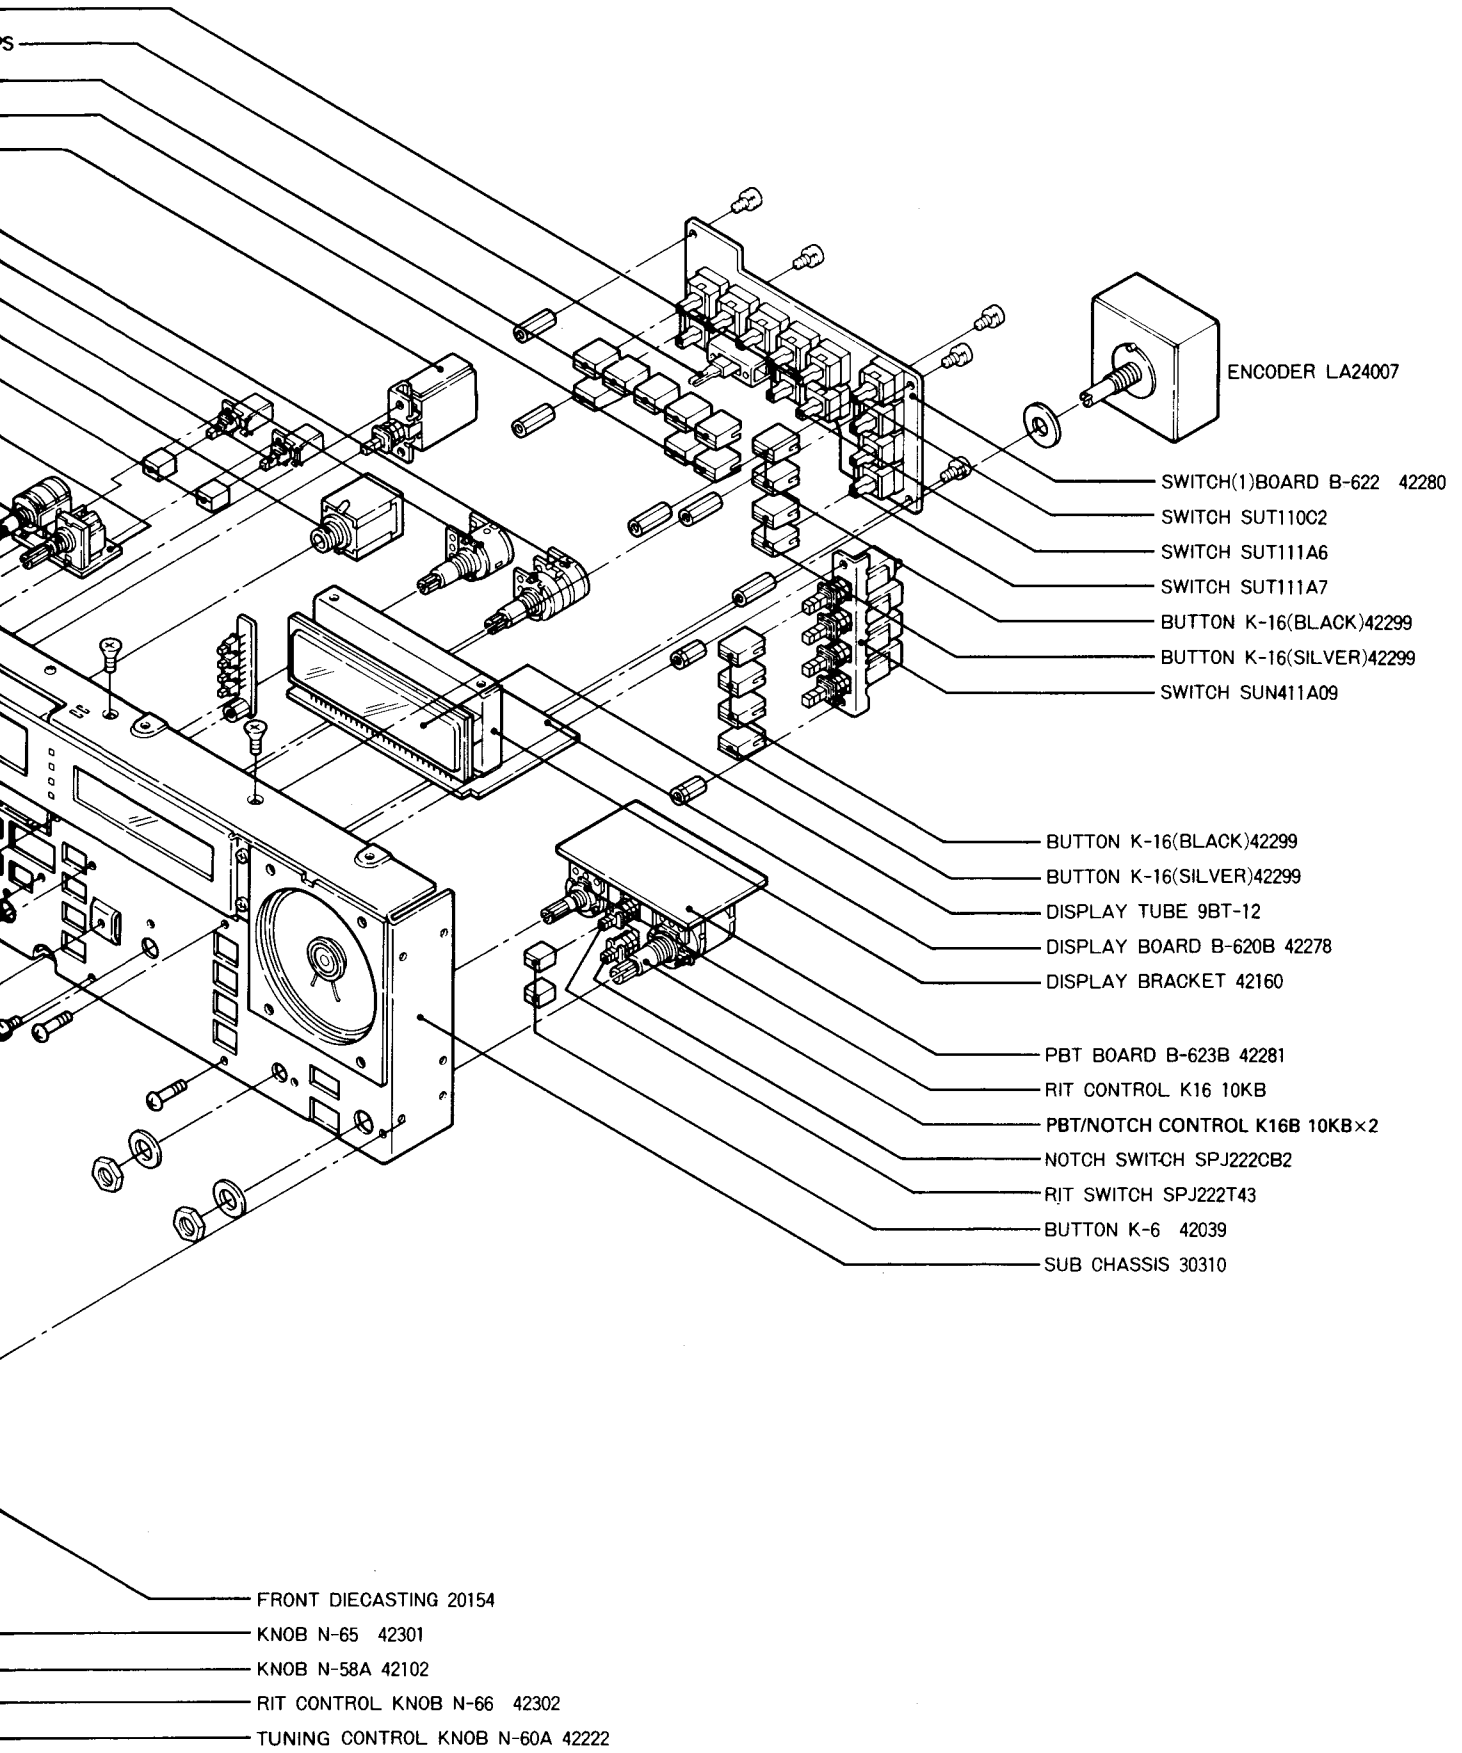 PS
ENCODER LA24007
SWITCH(1)BOARD B-622 42280
SWITCH SUT110C2
SWITCH SUT111A6
SWITCH SUT111A7
BUTTON K-16(BLACK)42299
BUTTON K-16(SILVER)42299
SWITCH SUN411A09
BUTTON K-16(BLACK)42299
BUTTON K-16(SILVER)42299
DISPLAY TUBE 9BT-12
DISPLAY BOARD B-620B 42278
DISPLAY BRACKET 42160
PBT BOARD B-623B 42281
RIT CONTROL K16 10KB
PBT/NOTCH CONTROL K16B 10KB×2
NOTCH SWITCH SPJ222CB2
RIT SWITCH SPJ222T43
BUTTON K-6 42039
SUB CHASSIS 30310
FRONT DIECASTING 20154
KNOB N-65 42301
KNOB N-58A 42102
RIT CONTROL KNOB N-66 42302
TUNING CONTROL KNOB N-60A 42222